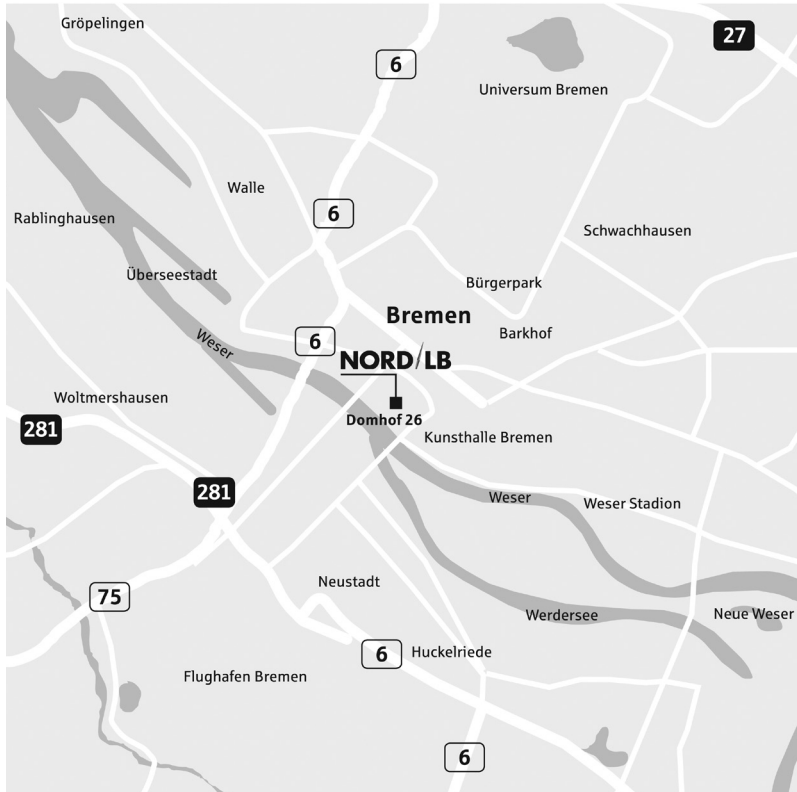 Gröpelingen
27
6
Universum Bremen
Walle
6
Rablinghausen
Schwachhausen
Überseestadt
Bürgerpark
Bremen
Barkhof
6
Weser
NORD/LB
Woltmershausen
Domhof 26
281
Kunsthalle Bremen
281
Weser
Weser Stadion
Neustadt
75
Werdersee
Neue Weser
6
Huckelriede
Flughafen Bremen
6